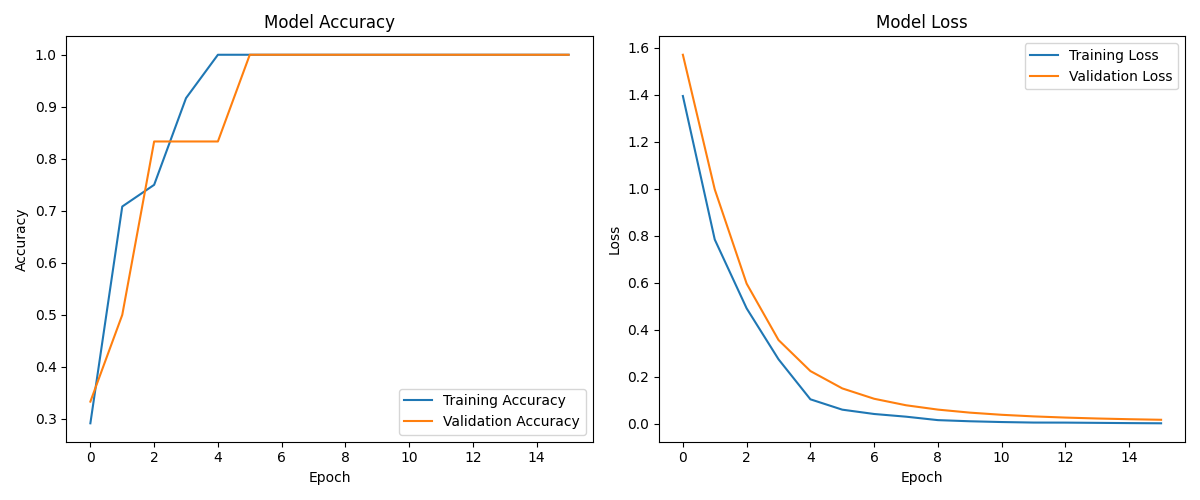 Model Accuracy
1.0
0.9
0.8
0.7
0.6
0.5
0.4
0.3
Accuracy
0 2 4 6 8 10 12 14
Epoch
Training Accuracy
Validation Accuracy
Model Loss
1.6
1.4
1.2
1.0
0.8
0.6
0.4
0.2
0.0
Loss
0 2 4 6 8 10 12 14
Epoch
Training Loss
Validation Loss